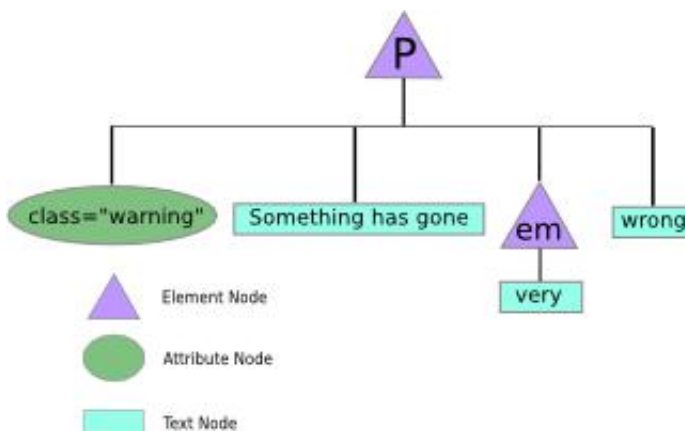 P
class="warning"
Something has gone
em
wrong
very
Element Node
Attribute Node
Text Node